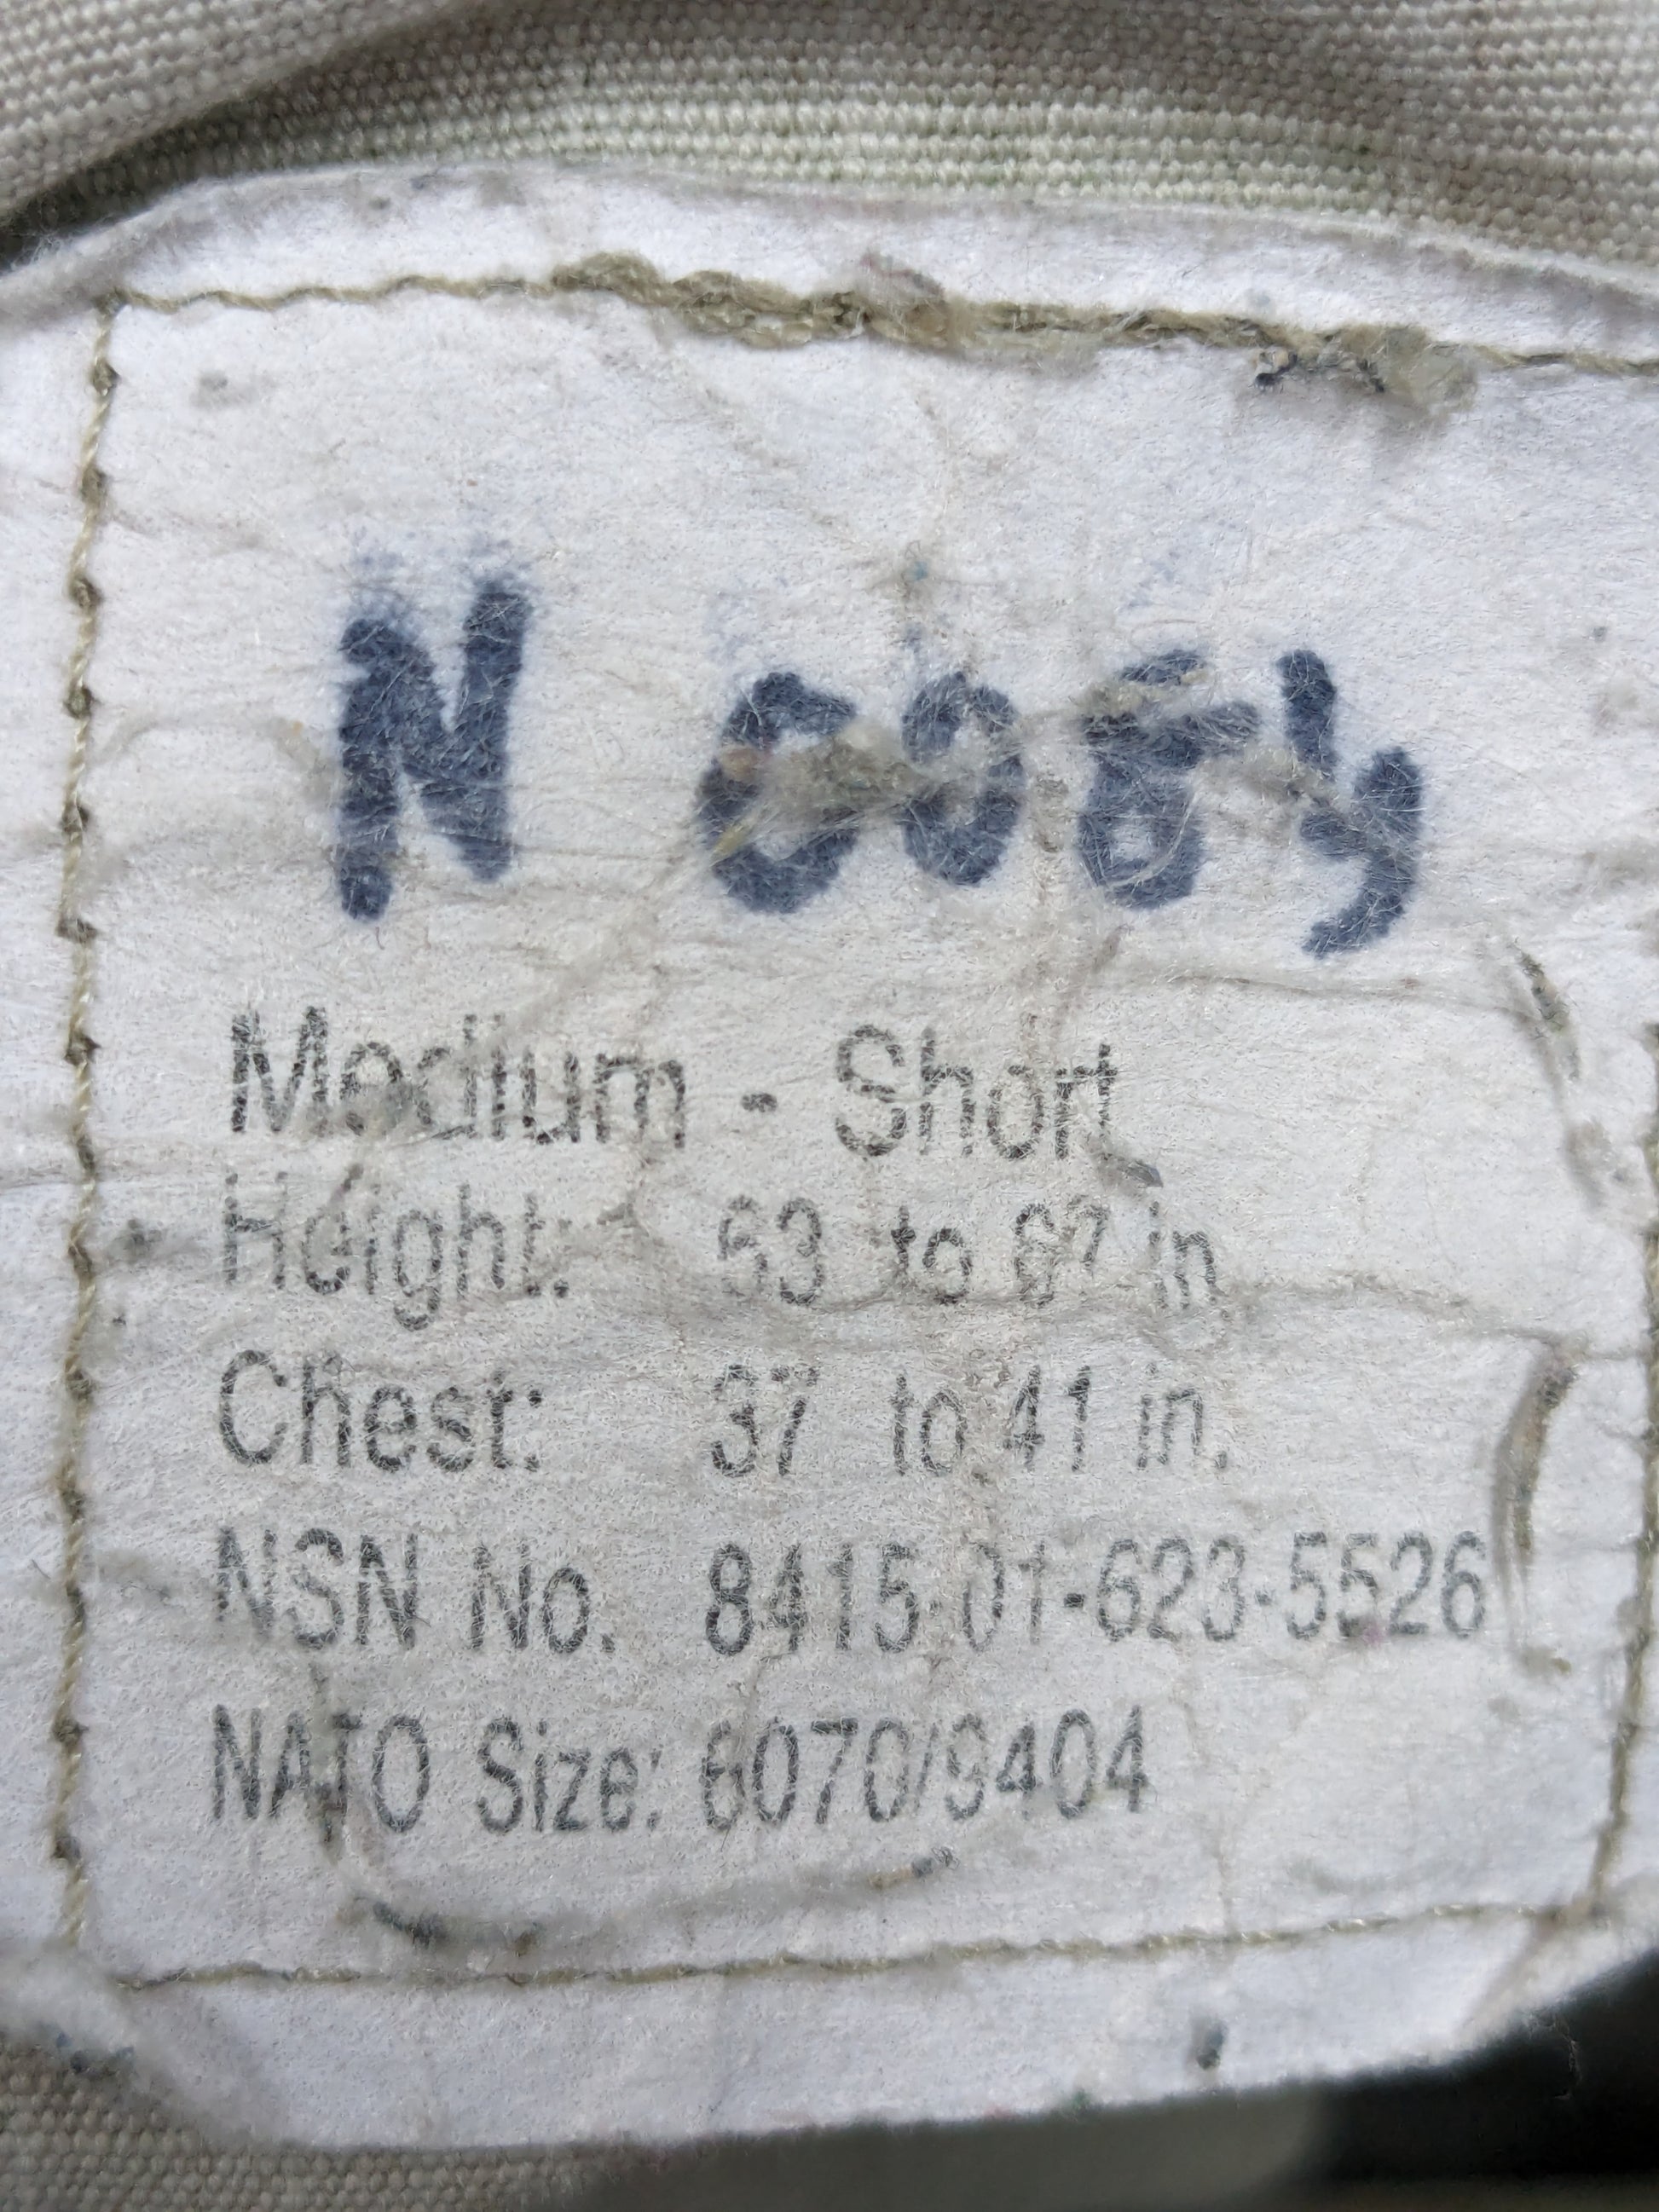 N
Medium - Short
Height: 63 to 67 in.
Chest: 37 to 41 in.
NSN No. 8415-01-623-5526
NATO Size: 6070/9404